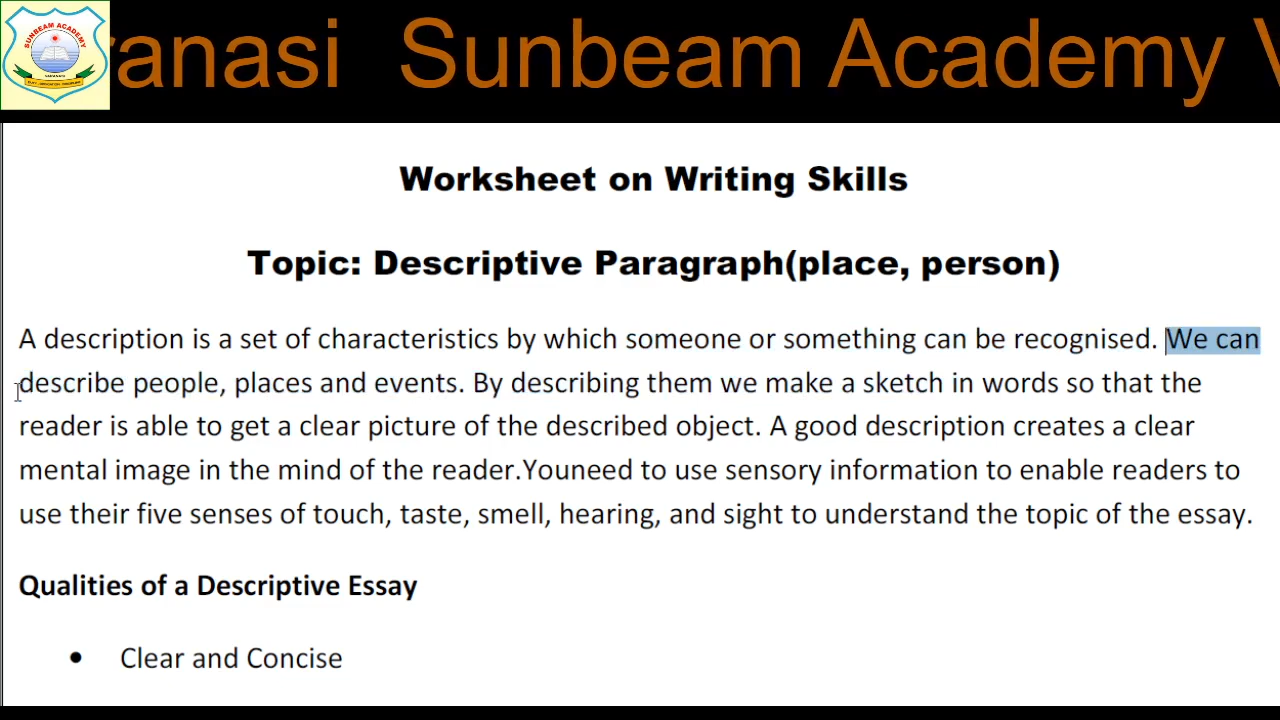 SUNBEAM ACADEMY
VARANASI
ranasi Sunbeam Academy V
Worksheet on Writing Skills
Topic: Descriptive Paragraph(place, person)
A description is a set of characteristics by which someone or something can be recognised. We can
describe people, places and events. By describing them we make a sketch in words so that the
reader is able to get a clear picture of the described object. A good description creates a clear
mental image in the mind of the reader.Youneed to use sensory information to enable readers to
use their five senses of touch, taste, smell, hearing, and sight to understand the topic of the essay.
Qualities of a Descriptive Essay
• Clear and Concise